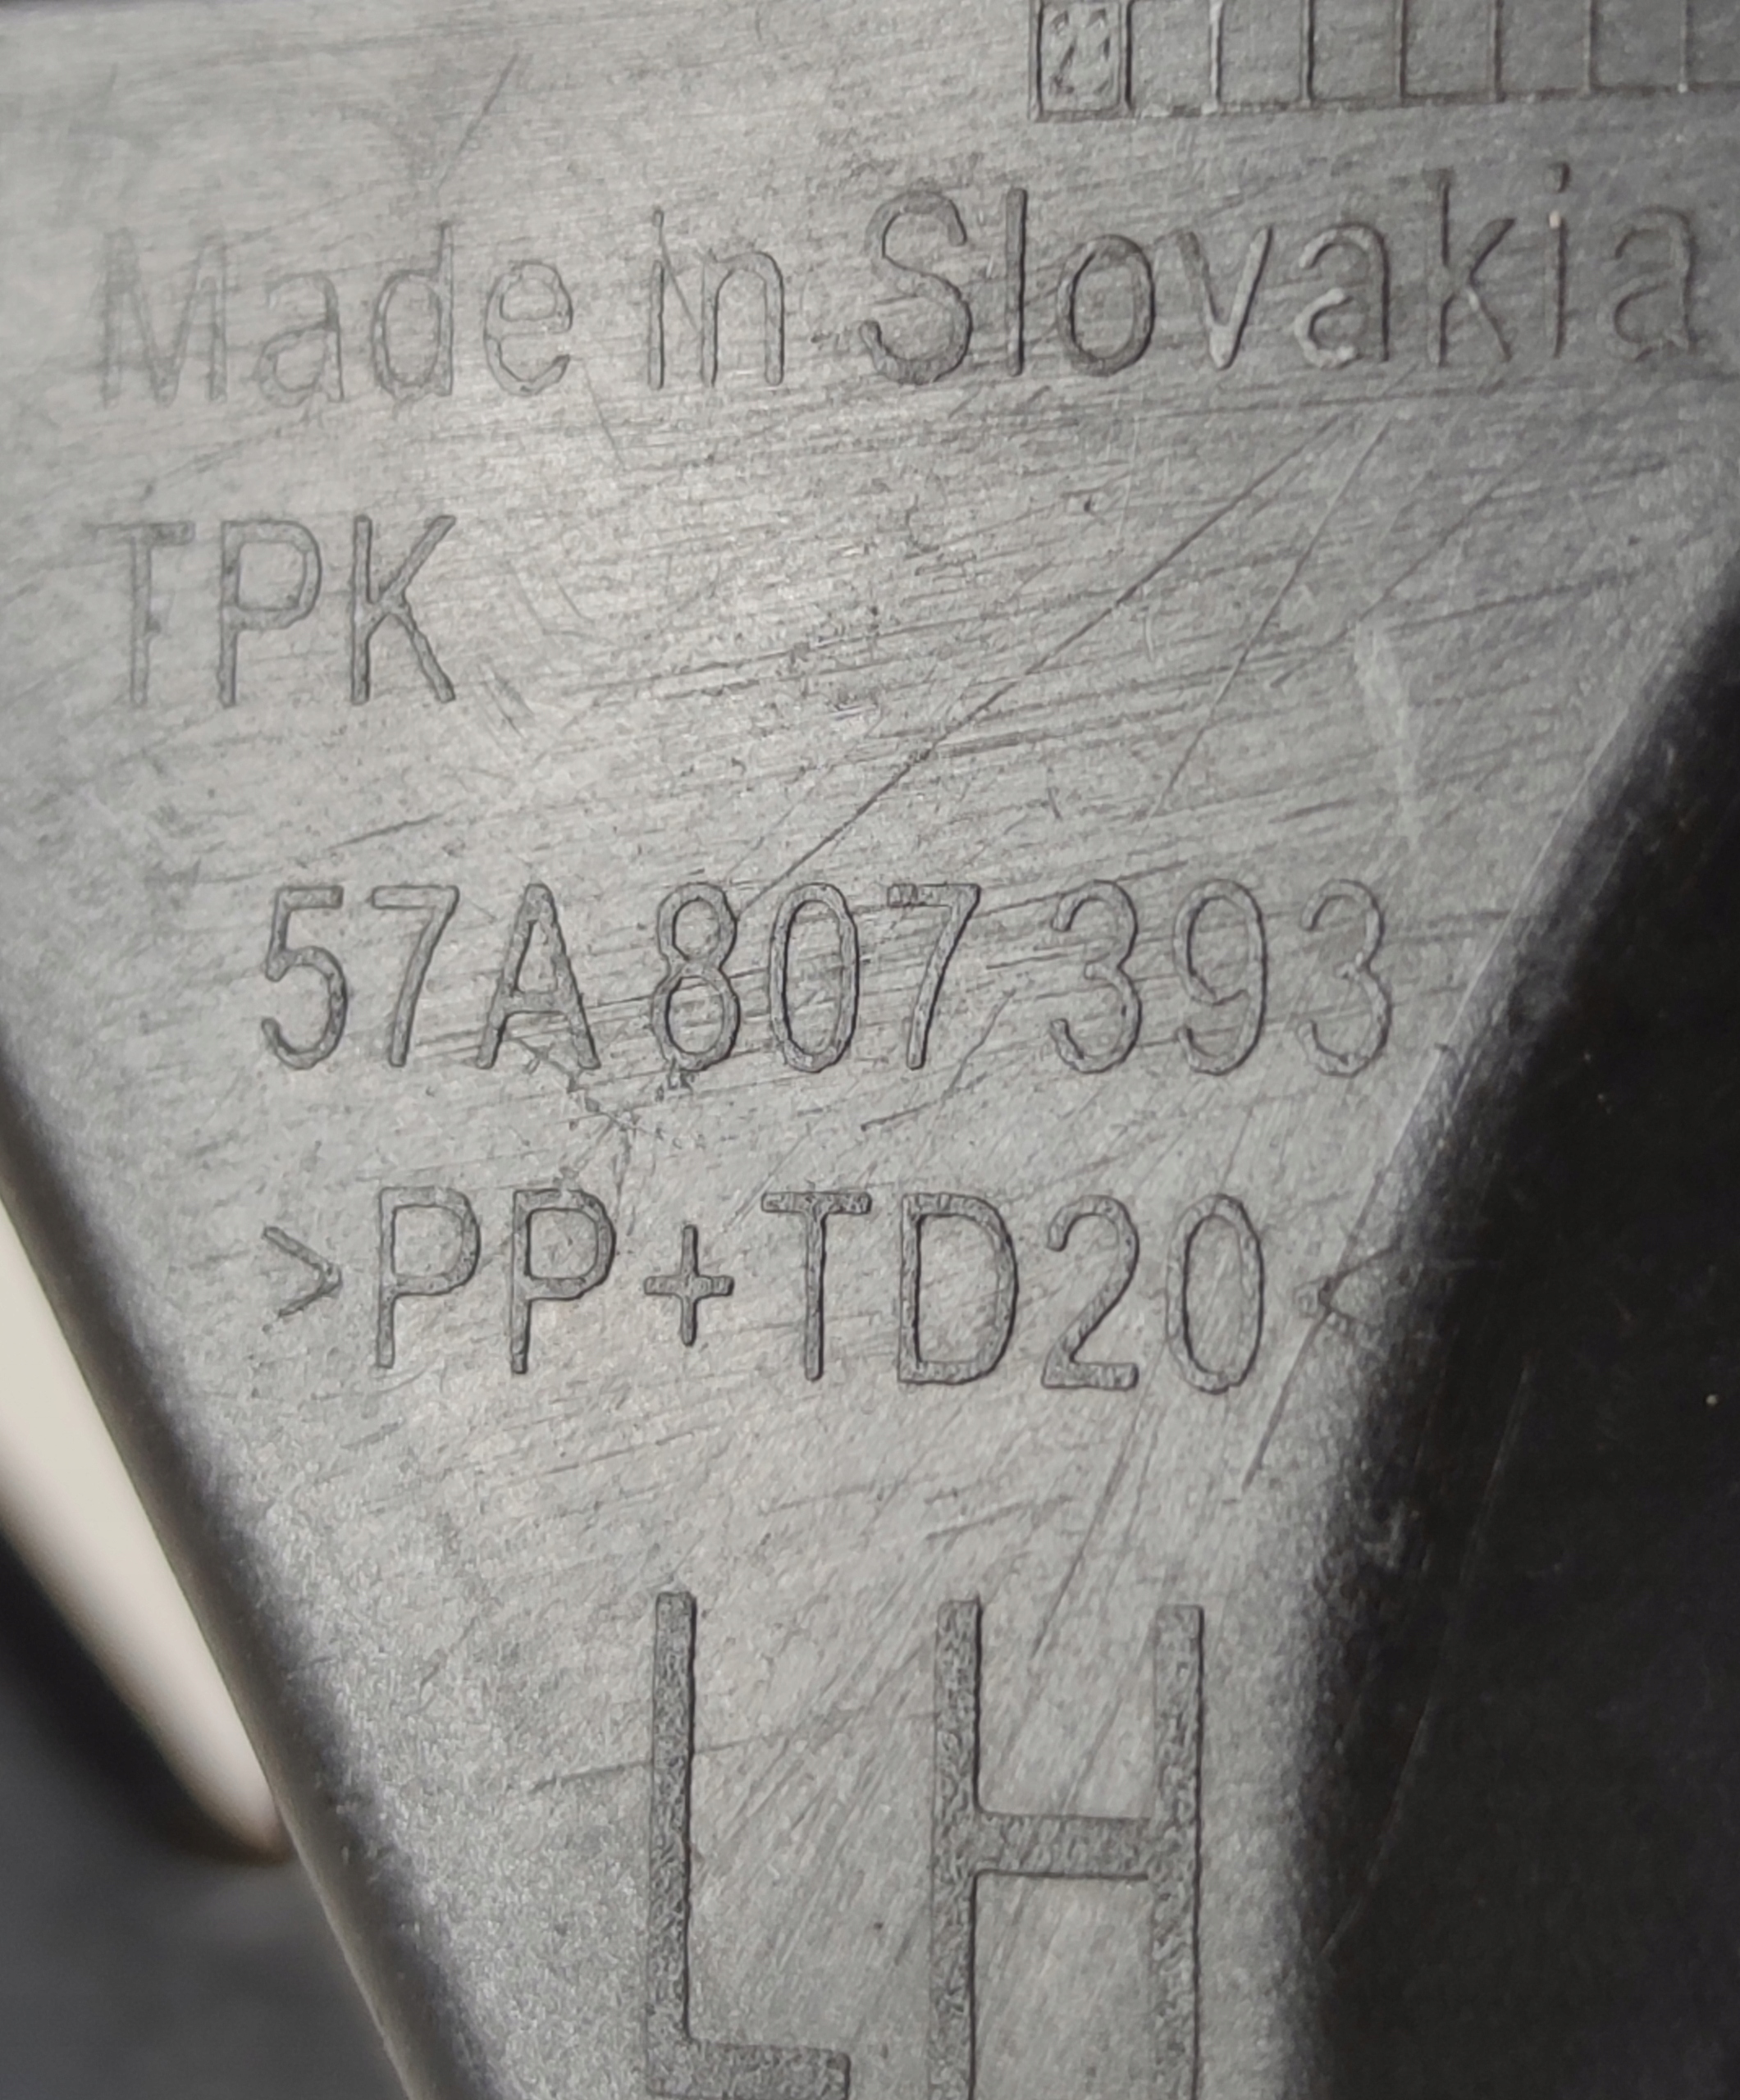 Made in Slovakia
TPK
57A 807 393
>PP+TD20<
LH